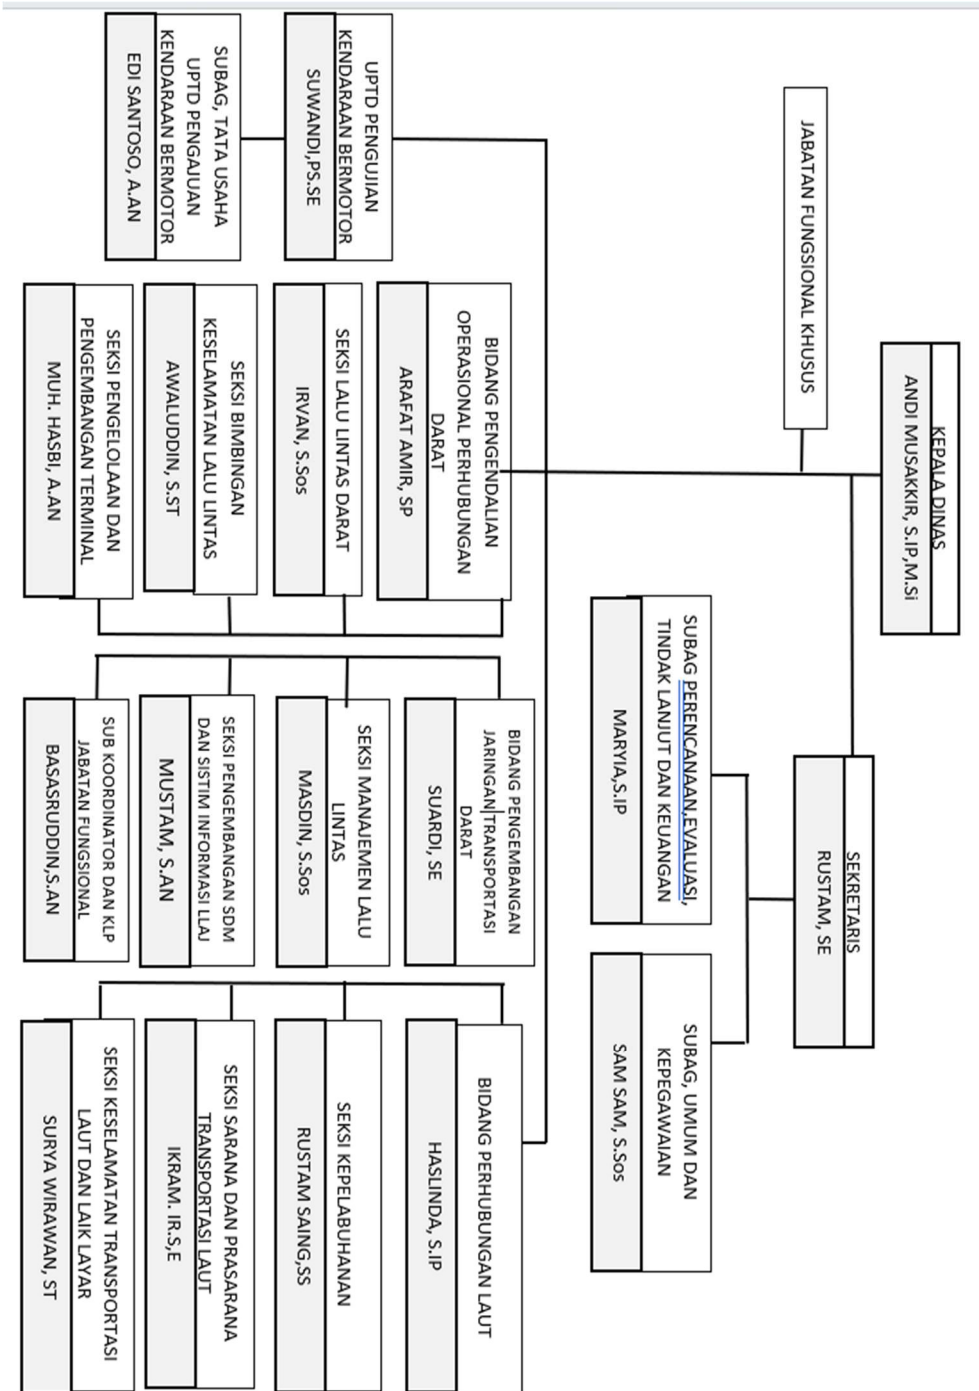 KEPALA DINAS
ANDI MUSAKKIR, S.IP,M.Si
JABATAN FUNGSIONAL KHUSUS
SEKRETARIS
RUSTAM, SE
SUBAG PERENCANAAN,EVALUASI,
TINDAK LANJUT DAN KEUANGAN
MARYIA,S.IP
SUBAG, UMUM DAN
KEPEGAWAIAN
SAM SAM, S.Sos
UPTD PENGUJIAN
KENDARAAN BERMOTOR
SUWANDI,PS.SE
SUBAG, TATA USAHA
UPTD PENGAJUAN
KENDARAAN BERMOTOR
EDI SANTOSO, A.AN
BIDANG PENGENDALIAN
OPERASIONAL PERHUBUNGAN
DARAT
ARAFAT AMIR, SP
SEKSI LALU LINTAS DARAT
IRVAN, S.Sos
SEKSI BIMBINGAN
KESELAMATAN LALU LINTAS
AWALUDDIN, S.ST
SEKSI PENGELOLAAN DAN
PENGEMBANGAN TERMINAL
MUH. HASBI, A.AN
BIDANG PENGEMBANGAN
JARINGAN TRANSPORTASI
DARAT
SUARDI, SE
SEKSI MANAJEMEN LALU
LINTAS
MASDIN, S.Sos
SEKSI PENGEMBANGAN SDM
DAN SISTIM INFORMASI LLAJ
MUSTAM, S.AN
SUB KOORDINATOR DAN KLP
JABATAN FUNGSIONAL
BASASRUDDIN,S.AN
BIDANG PERHUBUNGAN LAUT
HASLINDA, S.IP
SEKSI KEPELABUHANAN
RUSTAM SAING,SS
SEKSI SARANA DAN PRASARANA
TRANSPORTASI LAUT
IKRAM. IR.S,E
SEKSI KESELAMATAN TRANSPORTASI
LAUT DAN LAIK LAYAR
SURYA WIRAWAN, ST